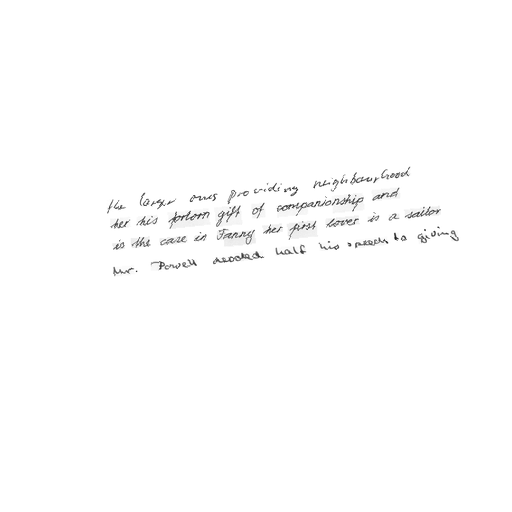 the larger ones providing neighbourhood
her his forlorn gift of companionship and
is the case in Fanny her first lover is a sailor
Mr. Powell devoted half his speech to giving